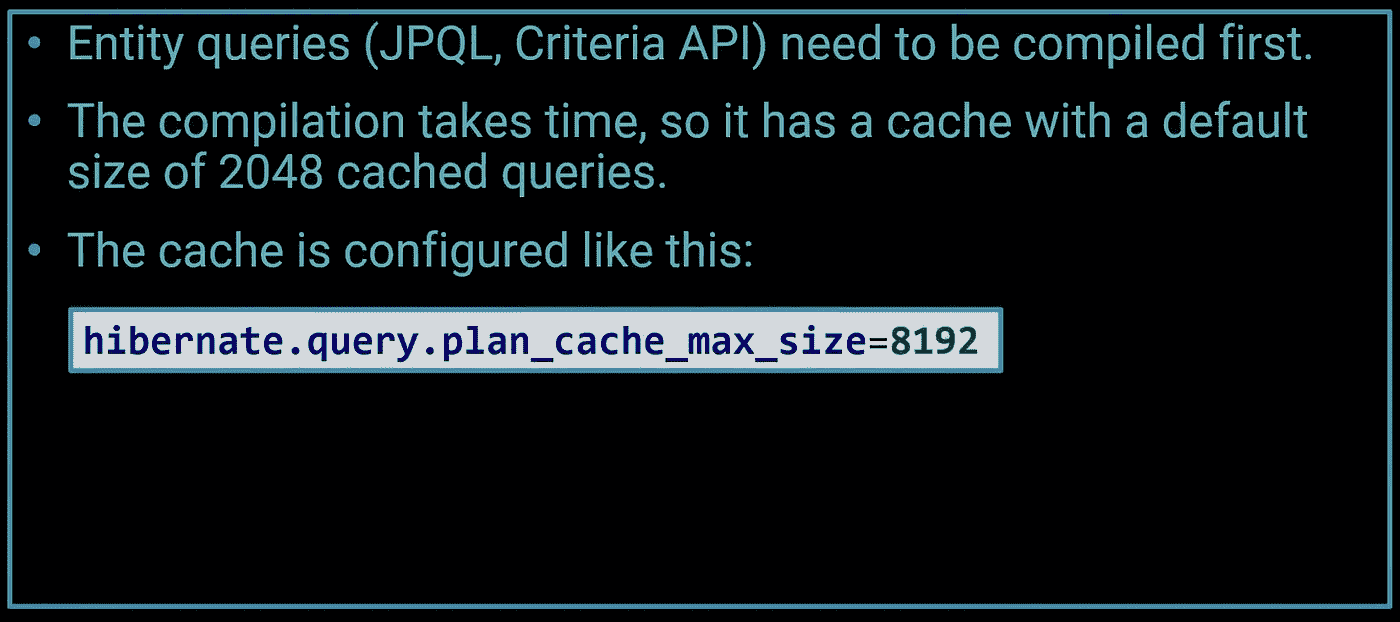 • Entity queries (JPQL, Criteria API) need to be compiled first.
• The compilation takes time, so it has a cache with a default
size of 2048 cached queries.
• The cache is configured like this:
hibernate.query.plan_cache_max_size=8192